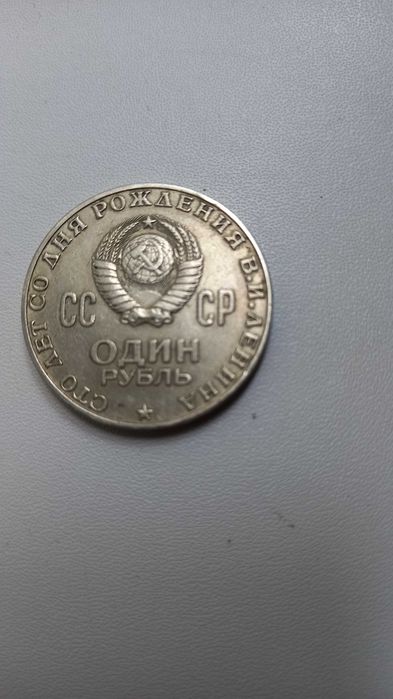 СТО ЛЕТ СО ДНЯ РОЖДЕНИЯ В.И.ЛЕНИНА
СС СР
ОДИН
РУБЛЬ